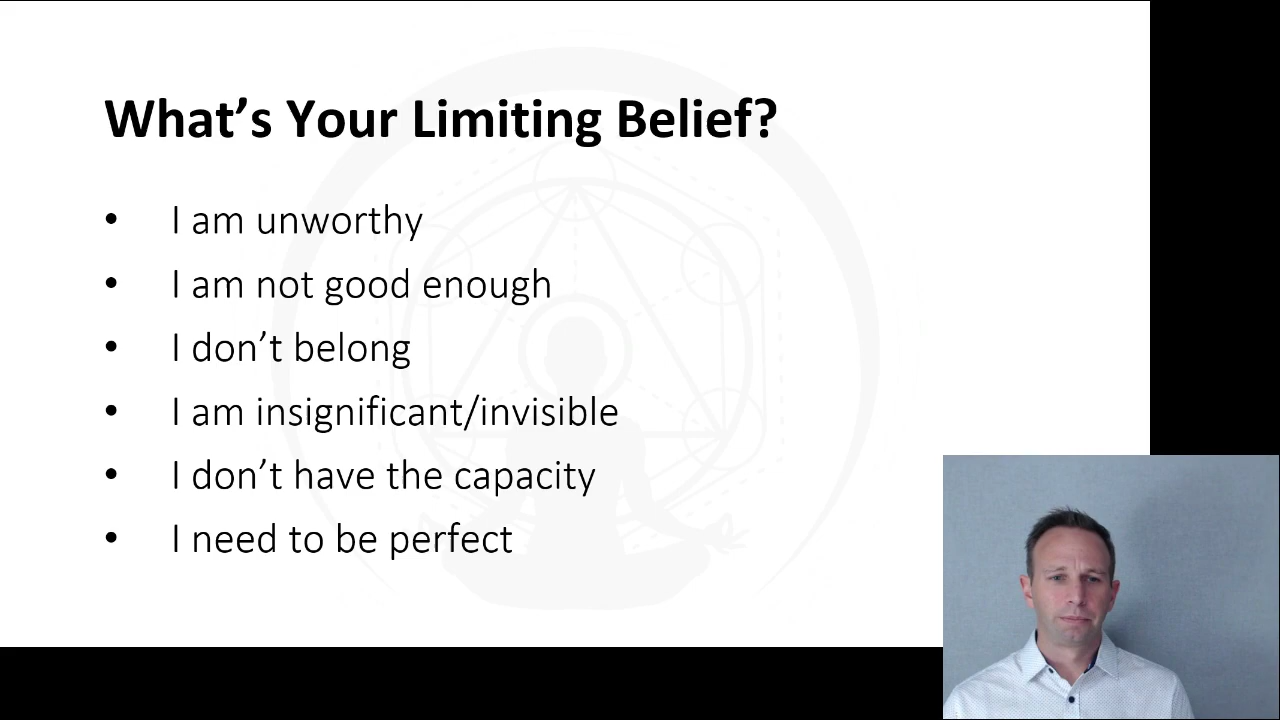 What's Your Limiting Belief?
• I am unworthy
• I am not good enough
• I don't belong
• I am insignificant/invisible
• I don't have the capacity
• I need to be perfect